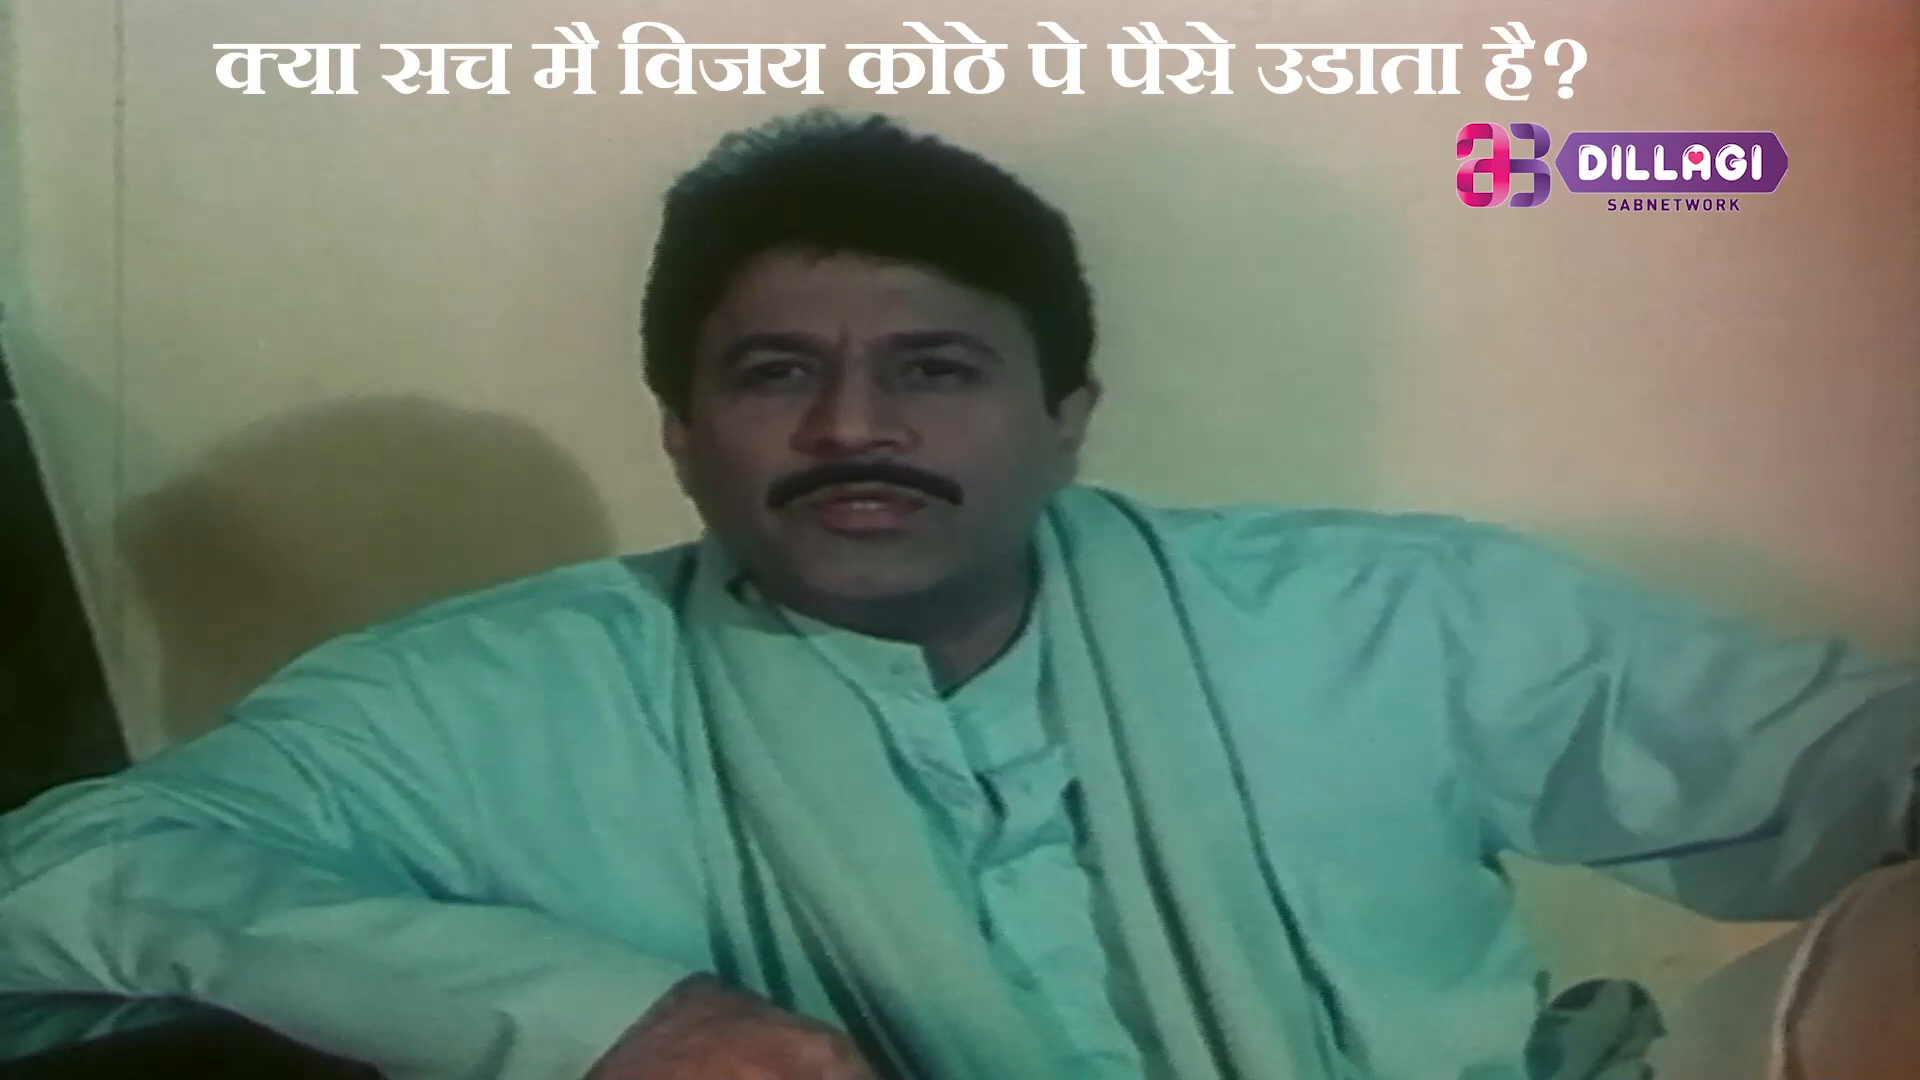 क्या सच मै विजय कोठे पे पैसे उडाता है?
DILLAGI
SABNETWORK